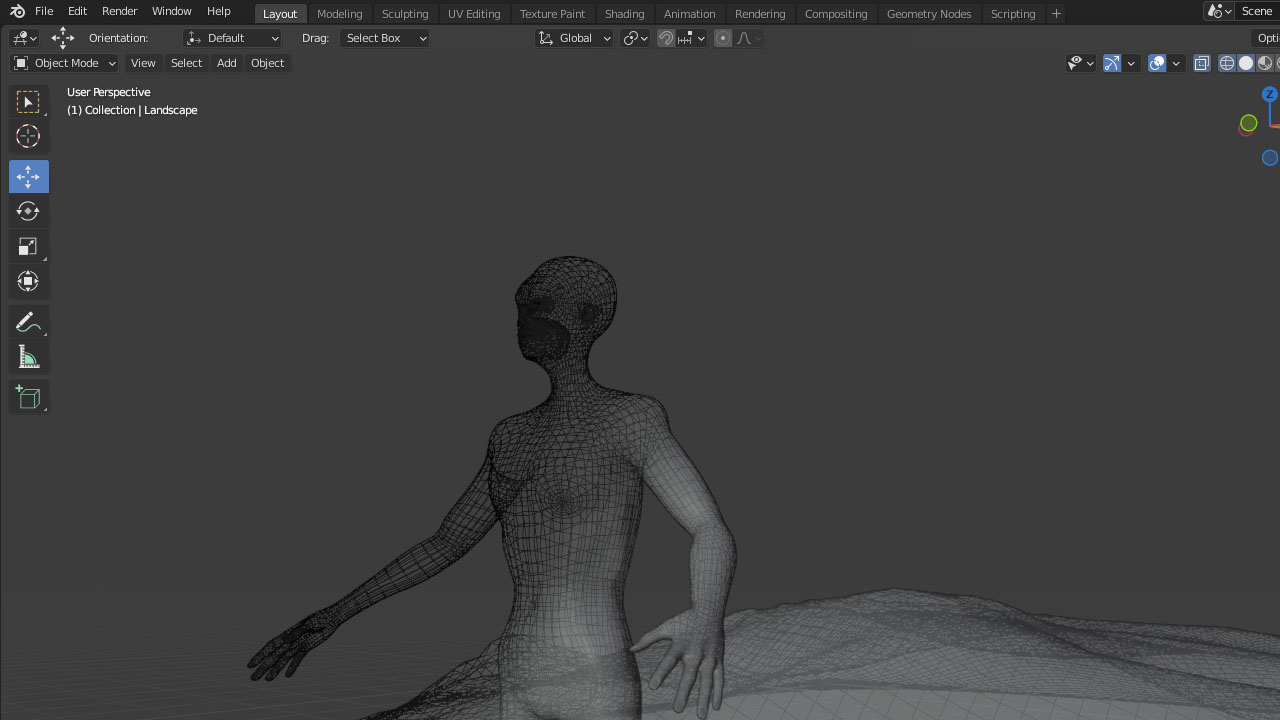 File Edit Render Window Help Layout Modeling Sculpting UV Editing Texture Paint Shading Animation Rendering Compositing Geometry Nodes Scripting + Scene
Orientation: Default Drag: Select Box Global
Object Mode View Select Add Object
User Perspective
(1) Collection | Landscape
Z